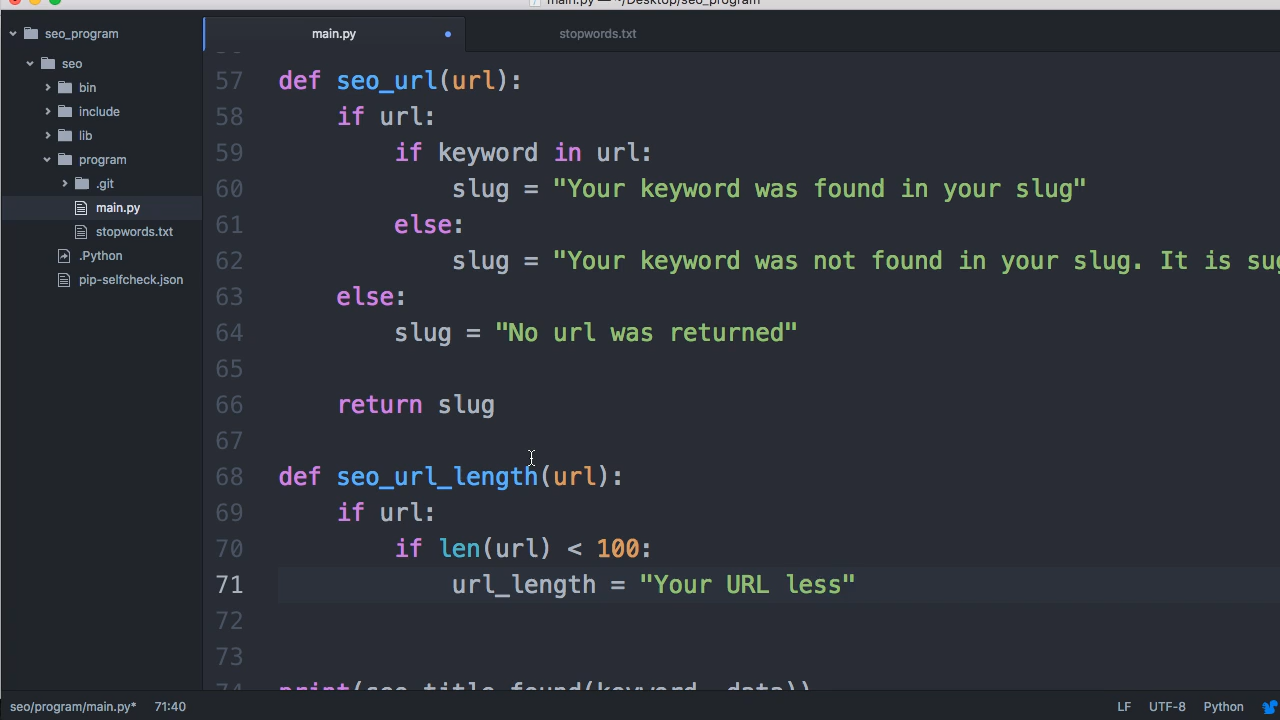 main.py — ~/Desktop/seo_program
seo_program
seo
bin
include
lib
program
.git
main.py
stopwords.txt
.Python
pip-selfcheck.json
main.py
stopwords.txt
57 def seo_url(url):
58 if url:
59 if keyword in url:
60 slug = "Your keyword was found in your slug"
61 else:
62 slug = "Your keyword was not found in your slug. It is sug
63 else:
64 slug = "No url was returned"
65
66 return slug
67
68 def seo_url_length(url):
69 if url:
70 if len(url) < 100:
71 url_length = "Your URL less"
72
73
74 print(seo_title_found(keyword, data))
seo/program/main.py* 71:40
LF UTF-8 Python